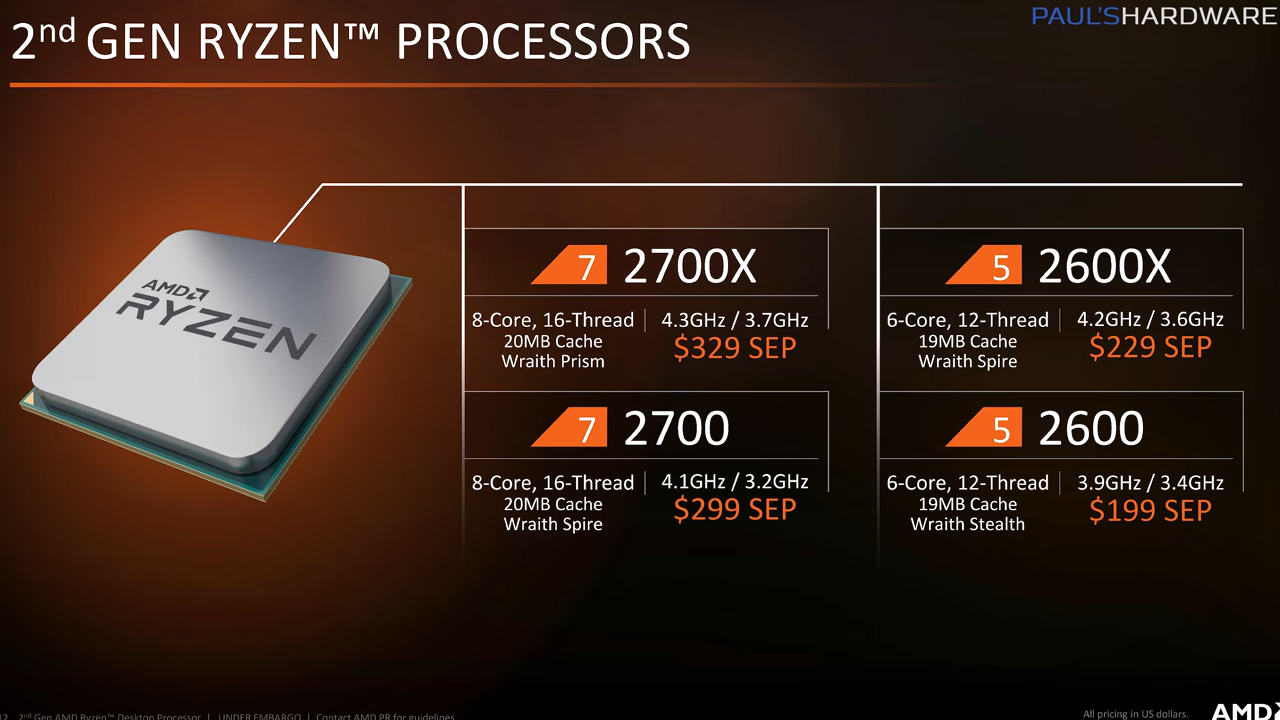 PAUL'SHARDWARE
2nd GEN RYZEN™ PROCESSORS
AMD
RYZEN
7 2700X
8-Core, 16-Thread | 4.3GHz / 3.7GHz
20MB Cache
$329 SEP
Wraith Prism
5 2600X
6-Core, 12-Thread | 4.2GHz / 3.6GHz
19MB Cache
$229 SEP
Wraith Spire
7 2700
8-Core, 16-Thread | 4.1GHz / 3.2GHz
20MB Cache
$299 SEP
Wraith Spire
5 2600
6-Core, 12-Thread | 3.9GHz / 3.4GHz
19MB Cache
$199 SEP
Wraith Stealth
12 2nd Gen AMD Ryzen™ Desktop Processor | UNDER EMBARGO | Contact AMD PR for guidelines
All pricing in US dollars.
AMD